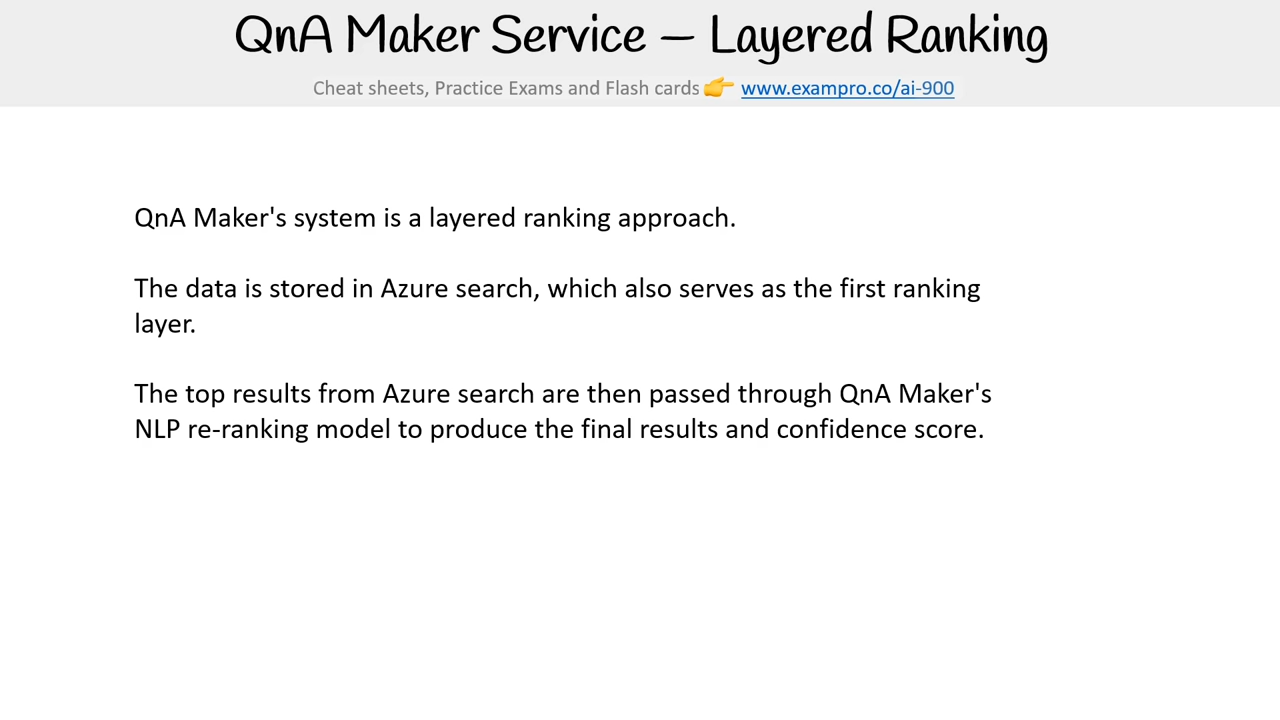 QnA Maker Service — Layered Ranking
Cheat sheets, Practice Exams and Flash cards 👉 www.exampro.co/ai-900
QnA Maker's system is a layered ranking approach.
The data is stored in Azure search, which also serves as the first ranking
layer.
The top results from Azure search are then passed through QnA Maker's
NLP re-ranking model to produce the final results and confidence score.